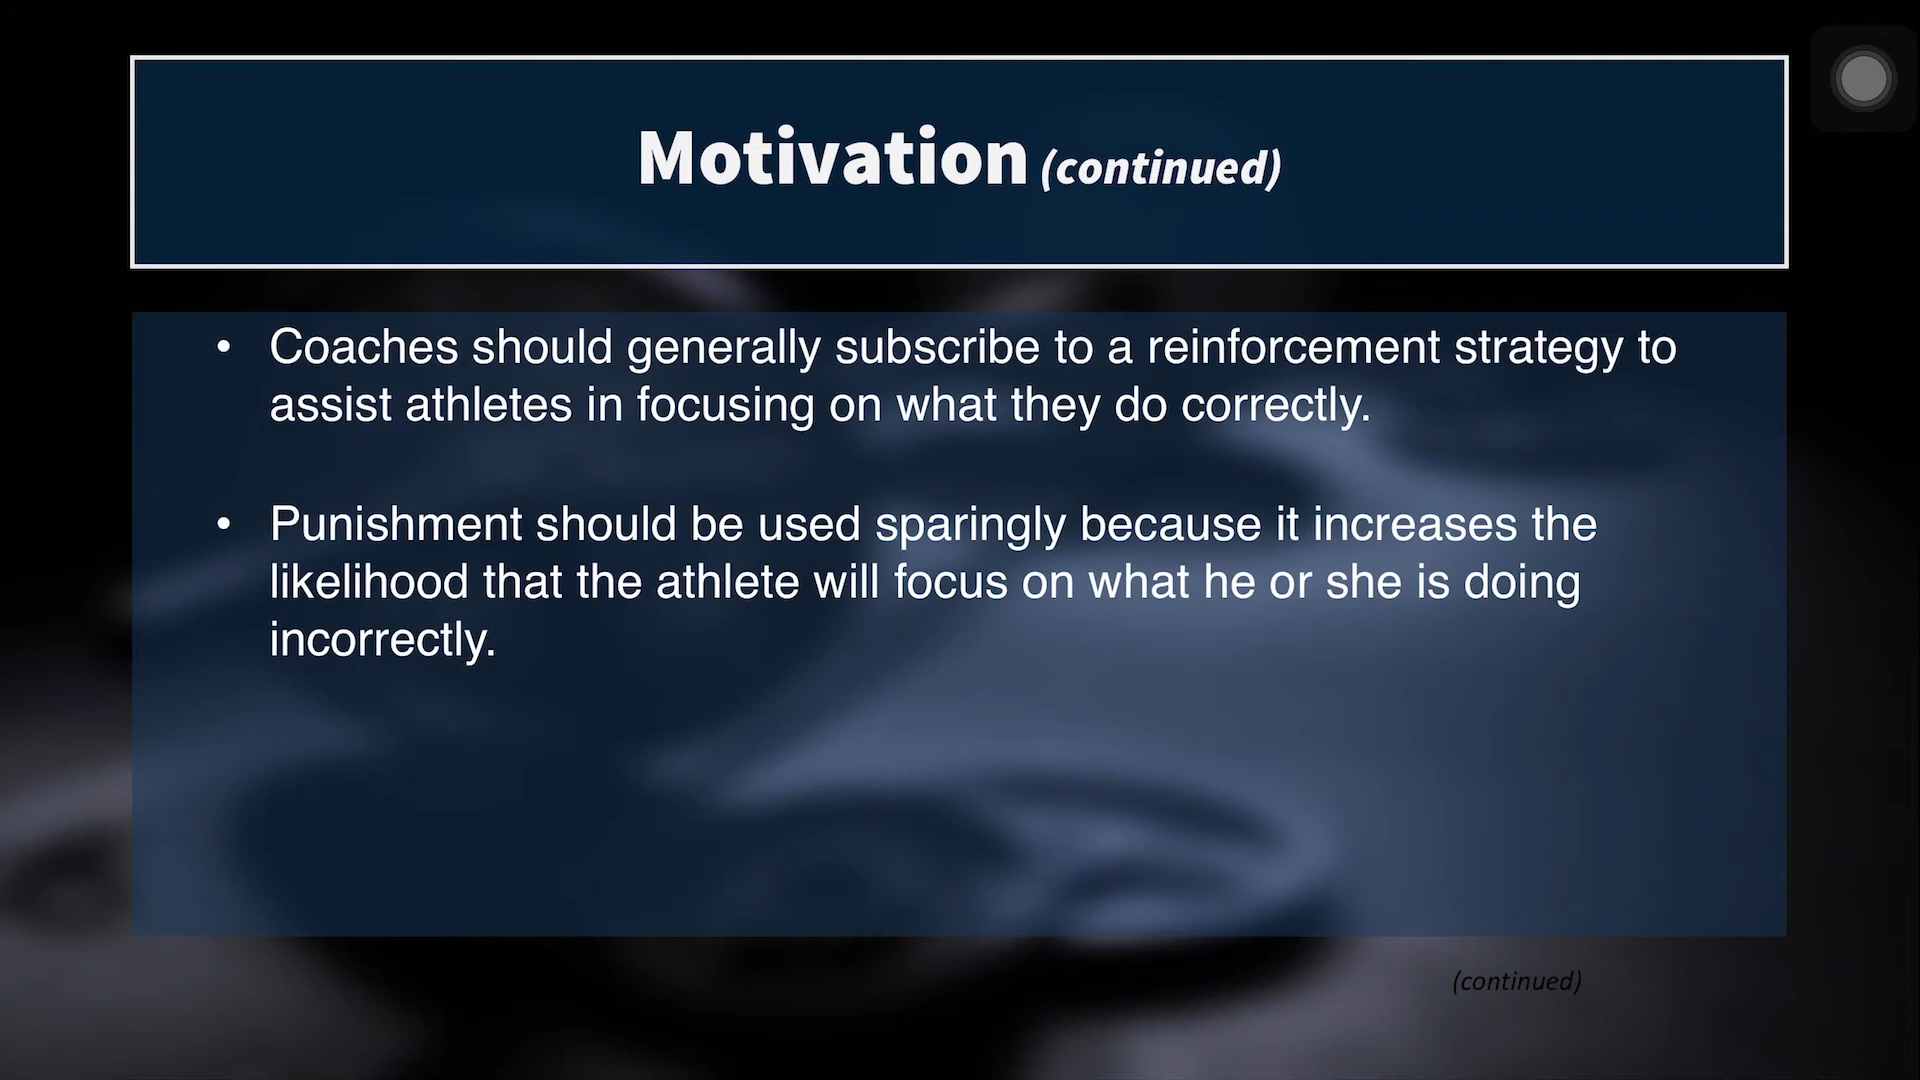 Motivation (continued)
• Coaches should generally subscribe to a reinforcement strategy to
assist athletes in focusing on what they do correctly.
• Punishment should be used sparingly because it increases the
likelihood that the athlete will focus on what he or she is doing
incorrectly.
(continued)